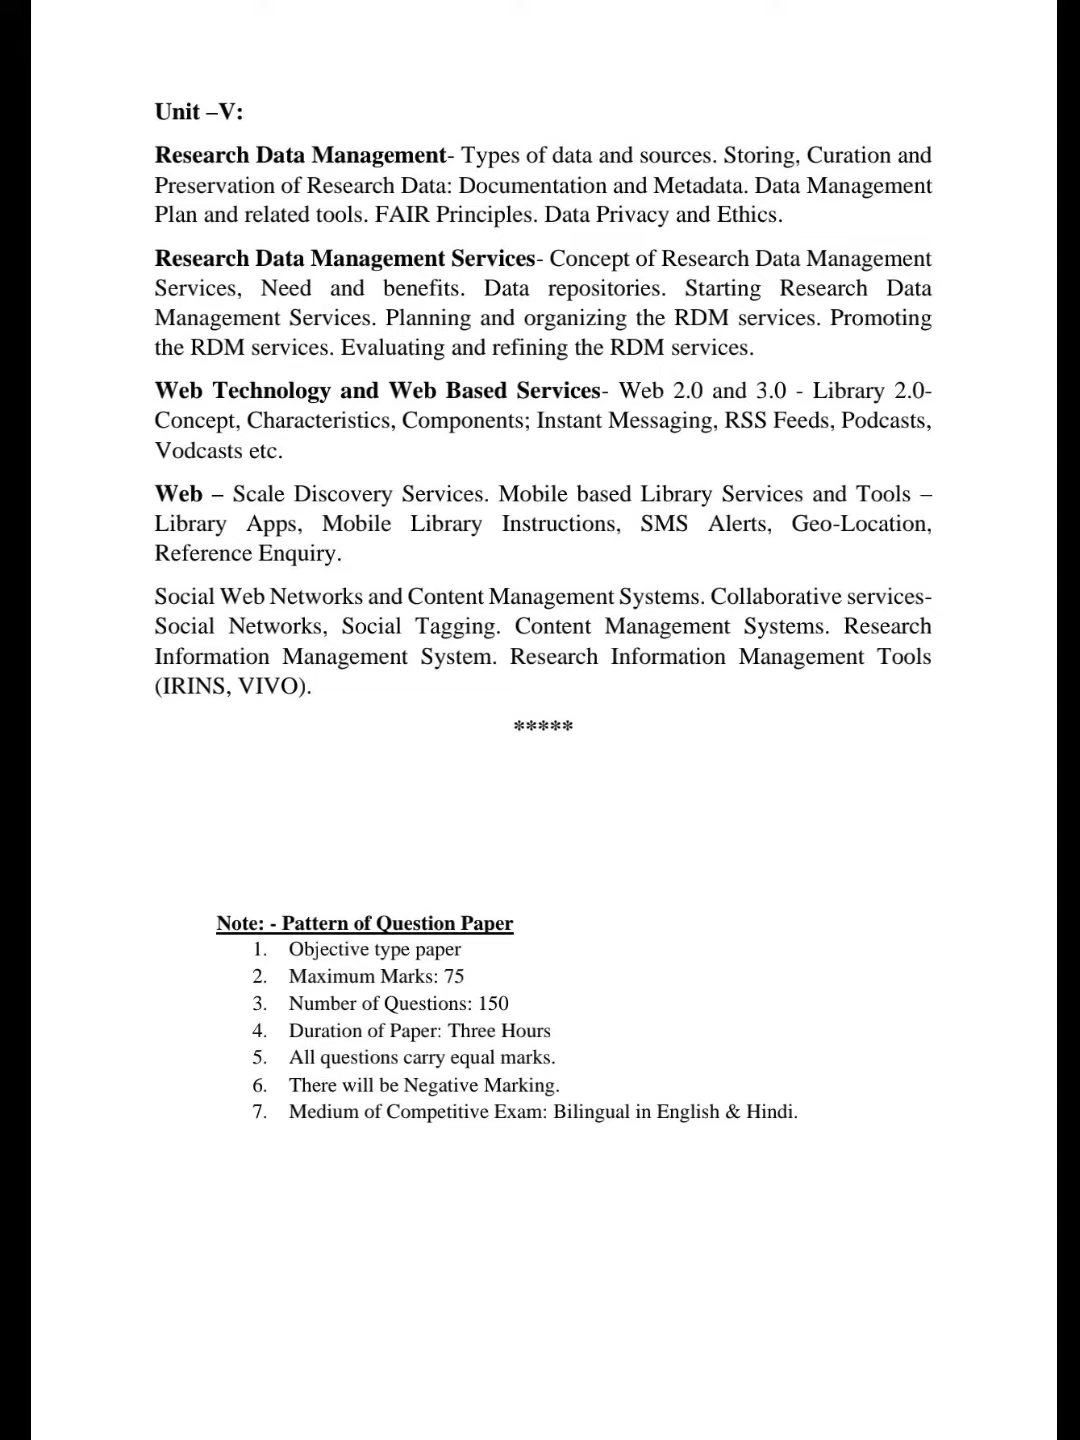 Unit –V:
Research Data Management- Types of data and sources. Storing, Curation and
Preservation of Research Data: Documentation and Metadata. Data Management
Plan and related tools. FAIR Principles. Data Privacy and Ethics.
Research Data Management Services- Concept of Research Data Management
Services, Need and benefits. Data repositories. Starting Research Data
Management Services. Planning and organizing the RDM services. Promoting
the RDM services. Evaluating and refining the RDM services.
Web Technology and Web Based Services- Web 2.0 and 3.0 - Library 2.0-
Concept, Characteristics, Components; Instant Messaging, RSS Feeds, Podcasts,
Vodcasts etc.
Web – Scale Discovery Services. Mobile based Library Services and Tools –
Library Apps, Mobile Library Instructions, SMS Alerts, Geo-Location,
Reference Enquiry.
Social Web Networks and Content Management Systems. Collaborative services-
Social Networks, Social Tagging. Content Management Systems. Research
Information Management System. Research Information Management Tools
(IRINS, VIVO).
*****
Note: - Pattern of Question Paper
1. Objective type paper
2. Maximum Marks: 75
3. Number of Questions: 150
4. Duration of Paper: Three Hours
5. All questions carry equal marks.
6. There will be Negative Marking.
7. Medium of Competitive Exam: Bilingual in English & Hindi.